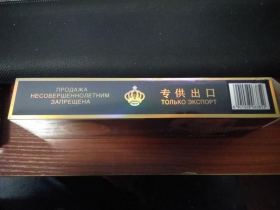 ПРОДАЖА
НЕСОВЕРШЕННОЛЕТНИМ
ЗАПРЕЩЕНА
专供出口
ТОЛЬКО ЭКСПОРТ